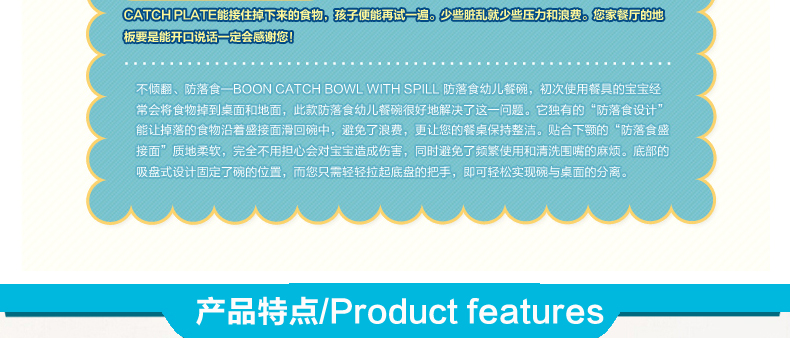 CATCH PLATE能接住掉下来的食物，孩子便能再试一遍。少些脏乱就少些压力和浪费。您家餐厅的地
板要是能开口说话一定会感谢您！
不倾翻、防落食—BOON CATCH BOWL WITH SPILL 防落食幼儿餐碗，初次使用餐具的宝宝经
常会将食物掉到桌面和地面，此款防落食幼儿餐碗很好地解决了这一问题。它独有的“防落食设计”
能让掉落的食物沿着盛接面滑回碗中，避免了浪费，更让您的餐桌保持整洁。贴合下颚的“防落食盛
接面”质地柔软，完全不用担心会对宝宝造成伤害，同时避免了频繁使用和清洗围嘴的麻烦。底部的
吸盘式设计固定了碗的位置，而您只需轻轻拉起底盘的把手，即可轻松实现碗与桌面的分离。
产品特点/Product features